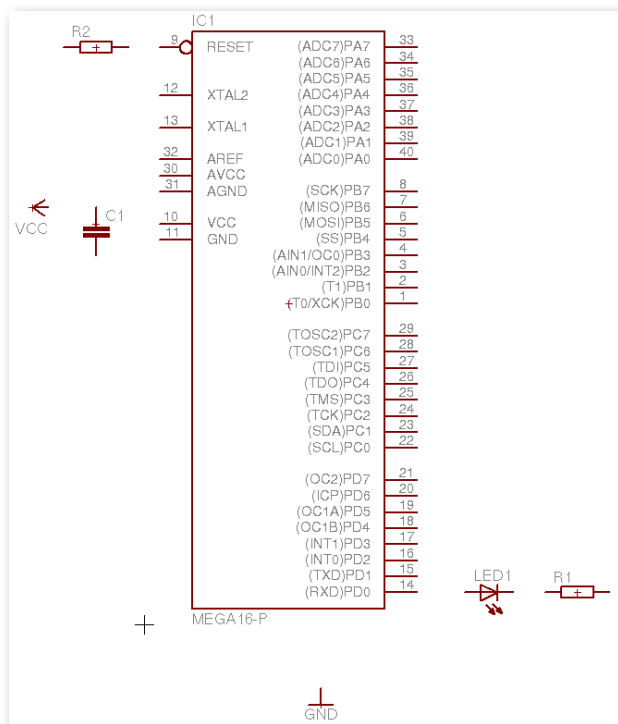 IC1
R2
9 RESET (ADC7)PA7 33
(ADC6)PA6 34
(ADC5)PA5 35
12 XTAL2 (ADC4)PA4 36
(ADC3)PA3 37
13 XTAL1 (ADC2)PA2 38
(ADC1)PA1 39
32 AREF (ADC0)PA0 40
30 AVCC
31 AGND (SCK)PB7 8
(MISO)PB6 7
VCC
C1
10 VCC (MOSI)PB5 6
11 GND (SS)PB4 5
(AIN1/OC0)PB3 4
(AIN0/INT2)PB2 3
(T1)PB1 2
(T0/XCK)PB0 1
(TOSC2)PC7 29
(TOSC1)PC6 28
(TDI)PC5 27
(TDO)PC4 26
(TMS)PC3 25
(TCK)PC2 24
(SDA)PC1 23
(SCL)PC0 22
(OC2)PD7 21
(ICP)PD6 20
(OC1A)PD5 19
(OC1B)PD4 18
(INT1)PD3 17
(INT0)PD2 16
(TXD)PD1 15
(RXD)PD0 14
LED1 R1
MEGA16-P
GND